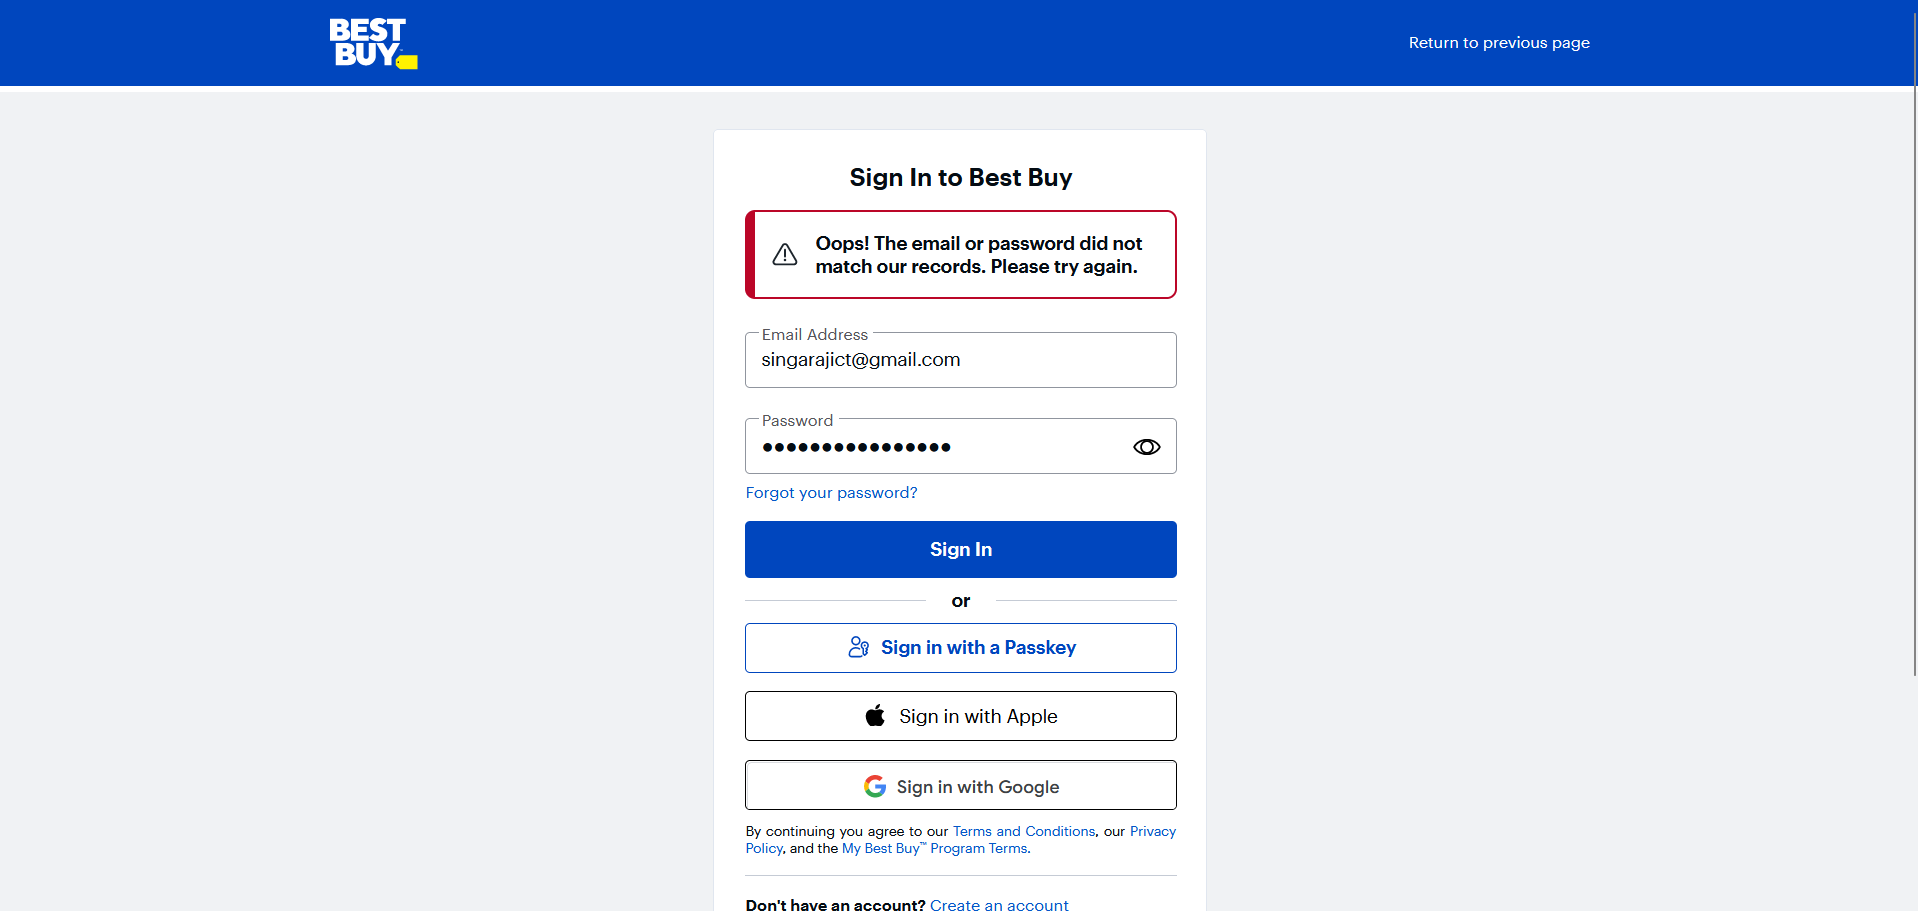 BEST
BUY
Return to previous page
Sign In to Best Buy
Oops! The email or password did not
match our records. Please try again.
Email Address
singarajict@gmail.com
Password
••••••••••••••••
Forgot your password?
Sign In
or
Sign in with a Passkey
Sign in with Apple
Sign in with Google
By continuing you agree to our Terms and Conditions, our Privacy
Policy, and the My Best Buy™ Program Terms.
Don't have an account? Create an account